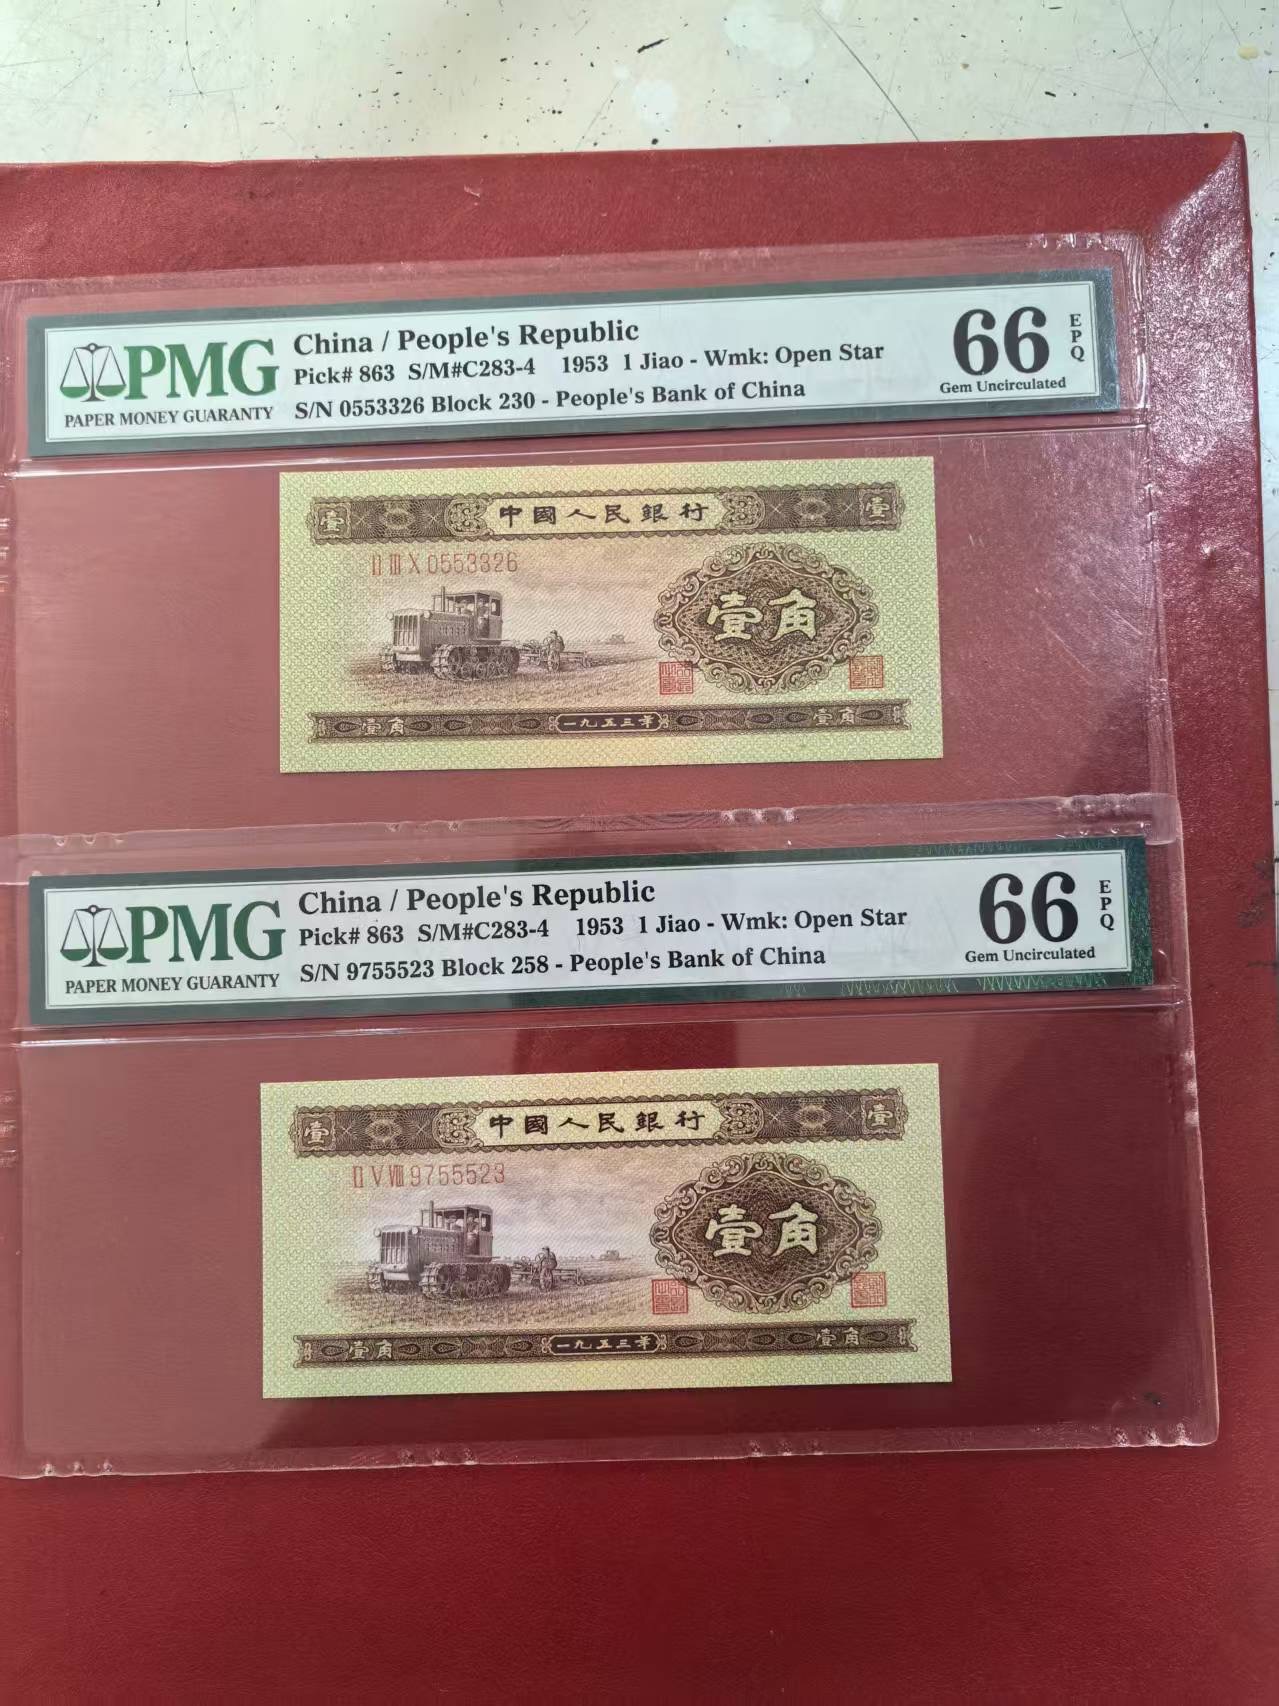 PMG
PAPER MONEY GUARANTY
China / People's Republic
Pick# 863 S/M#C283-4 1953 1 Jiao - Wmk: Open Star
S/N 0553326 Block 230 - People's Bank of China
66
EPQ
Gem Uncirculated
壹 中國人民銀行 壹
II III X 0553326
壹角
壹角 一九五三年 壹角
PMG
PAPER MONEY GUARANTY
China / People's Republic
Pick# 863 S/M#C283-4 1953 1 Jiao - Wmk: Open Star
S/N 9755523 Block 258 - People's Bank of China
66
EPQ
Gem Uncirculated
壹 中國人民銀行 壹
II V VIII 9755523
壹角
壹角 一九五三年 壹角